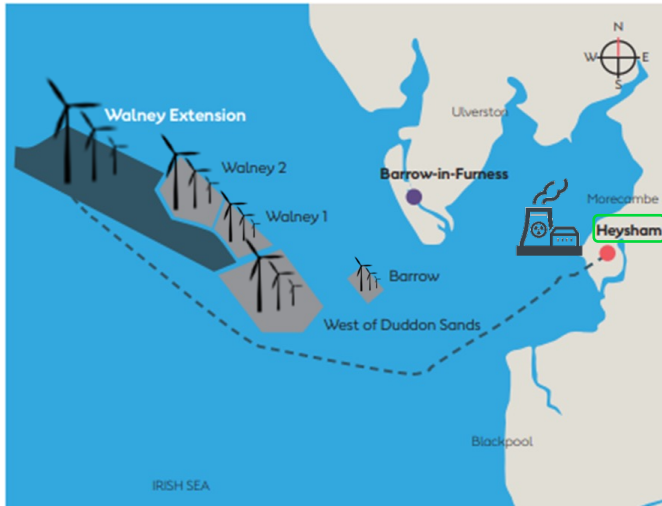 N
W
E
S
Walney Extension
Ulverston
Walney 2
Barrow-in-Furness
Morecambe
Walney 1
Heysham
Barrow
West of Duddon Sands
Blackpool
IRISH SEA